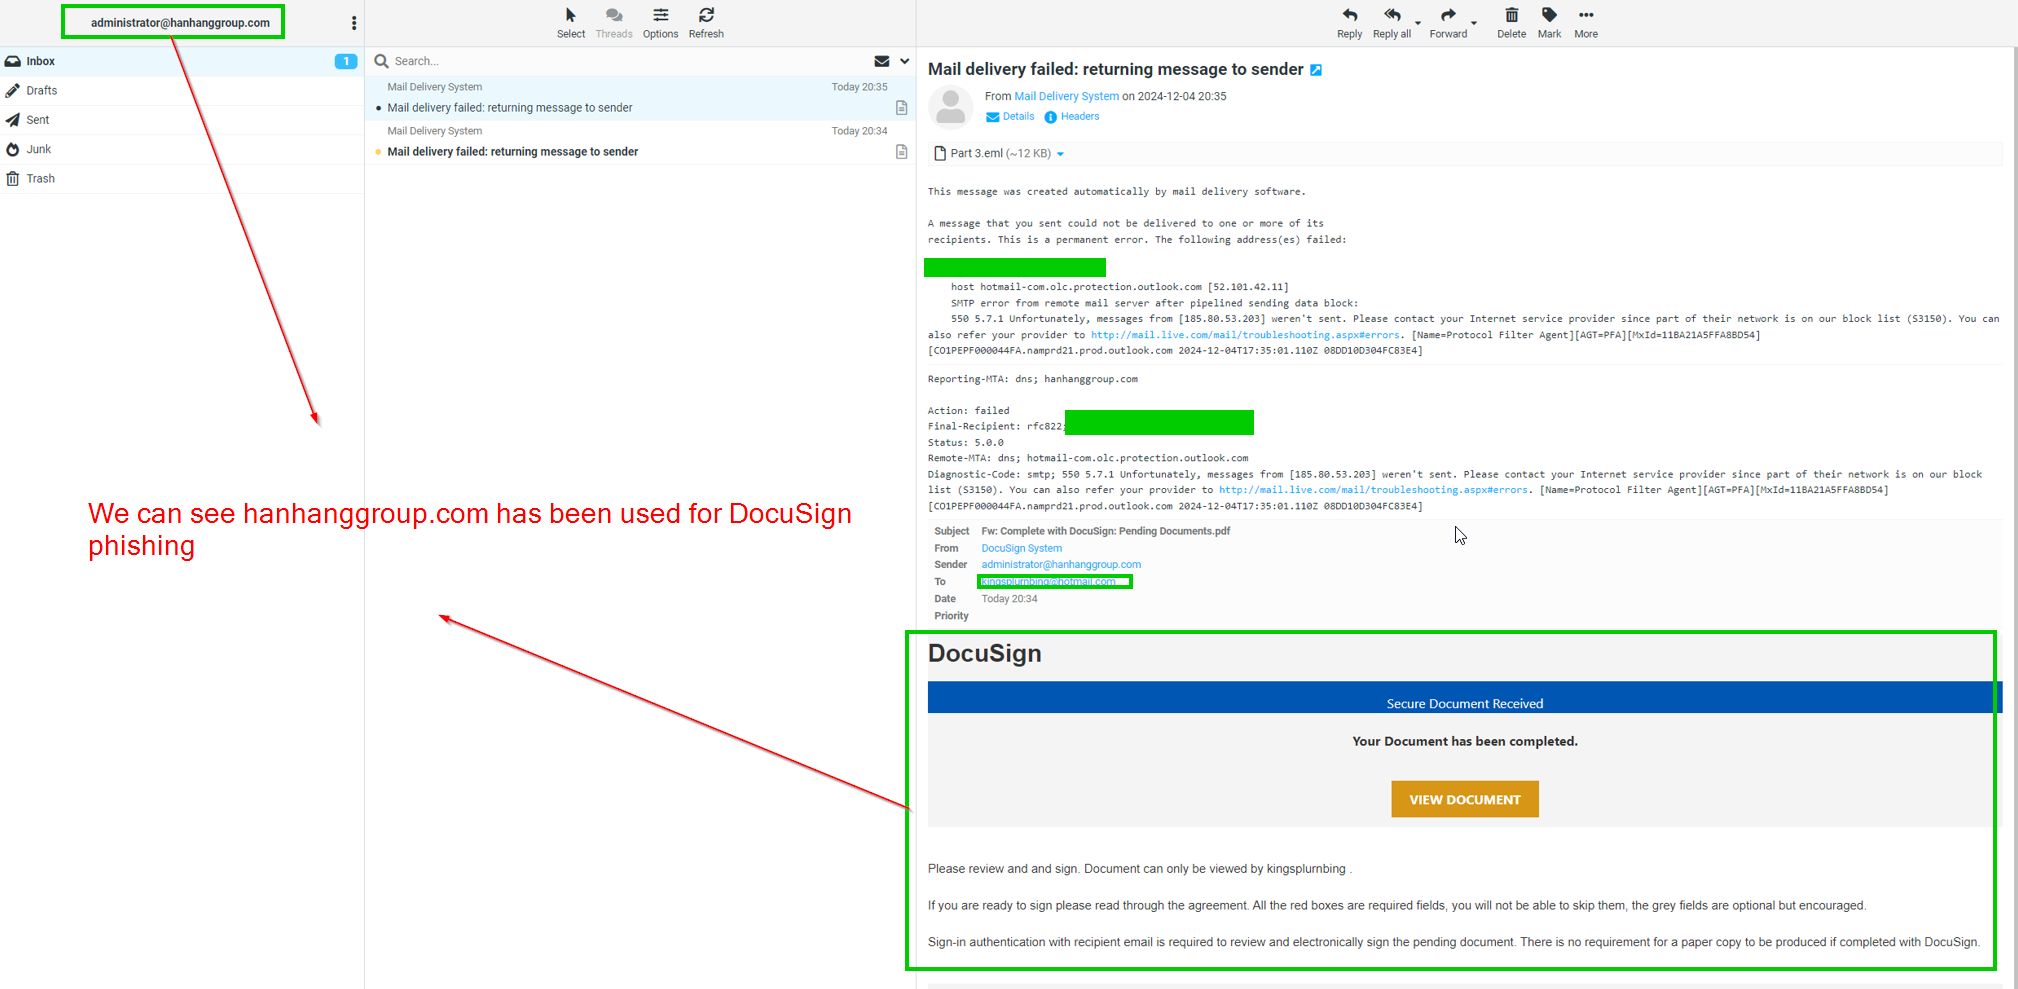 administrator@hanhanggroup.com
Inbox 1
Drafts
Sent
Junk
Trash
Select Threads Options Refresh
Search...
Mail Delivery System Today 20:35
Mail delivery failed: returning message to sender
Mail Delivery System Today 20:34
Mail delivery failed: returning message to sender
We can see hanhanggroup.com has been used for DocuSign
phishing
Reply Reply all Forward Delete Mark More
Mail delivery failed: returning message to sender
From Mail Delivery System on 2024-12-04 20:35
Details Headers
Part 3.eml (~12 KB)
This message was created automatically by mail delivery software.
A message that you sent could not be delivered to one or more of its
recipients. This is a permanent error. The following address(es) failed:
host hotmail-com.olc.protection.outlook.com [52.101.42.11]
SMTP error from remote mail server after pipelined sending data block:
550 5.7.1 Unfortunately, messages from [185.80.53.203] weren't sent. Please contact your Internet service provider since part of their network is on our block list (S3150). You can
also refer your provider to http://mail.live.com/mail/troubleshooting.aspx#errors. [Name=Protocol Filter Agent][AGT=PFA][MxId=11BA21A5FFA8BD54]
[CO1PEPF000044FA.namprd21.prod.outlook.com 2024-12-04T17:35:01.110Z 08DD10D304FC83E4]
Reporting-MTA: dns; hanhanggroup.com
Action: failed
Final-Recipient: rfc822;
Status: 5.0.0
Remote-MTA: dns; hotmail-com.olc.protection.outlook.com
Diagnostic-Code: smtp; 550 5.7.1 Unfortunately, messages from [185.80.53.203] weren't sent. Please contact your Internet service provider since part of their network is on our block
list (S3150). You can also refer your provider to http://mail.live.com/mail/troubleshooting.aspx#errors. [Name=Protocol Filter Agent][AGT=PFA][MxId=11BA21A5FFA8BD54]
[CO1PEPF000044FA.namprd21.prod.outlook.com 2024-12-04T17:35:01.110Z 08DD10D304FC83E4]
Subject Fw: Complete with DocuSign: Pending Documents.pdf
From DocuSign System
Sender administrator@hanhanggroup.com
To kingsplurnbing@hotmail.com
Date Today 20:34
Priority
DocuSign
Secure Document Received
Your Document has been completed.
VIEW DOCUMENT
Please review and and sign. Document can only be viewed by kingsplurnbing .
If you are ready to sign please read through the agreement. All the red boxes are required fields, you will not be able to skip them, the grey fields are optional but encouraged.
Sign-in authentication with recipient email is required to review and electronically sign the pending document. There is no requirement for a paper copy to be produced if completed with DocuSign.